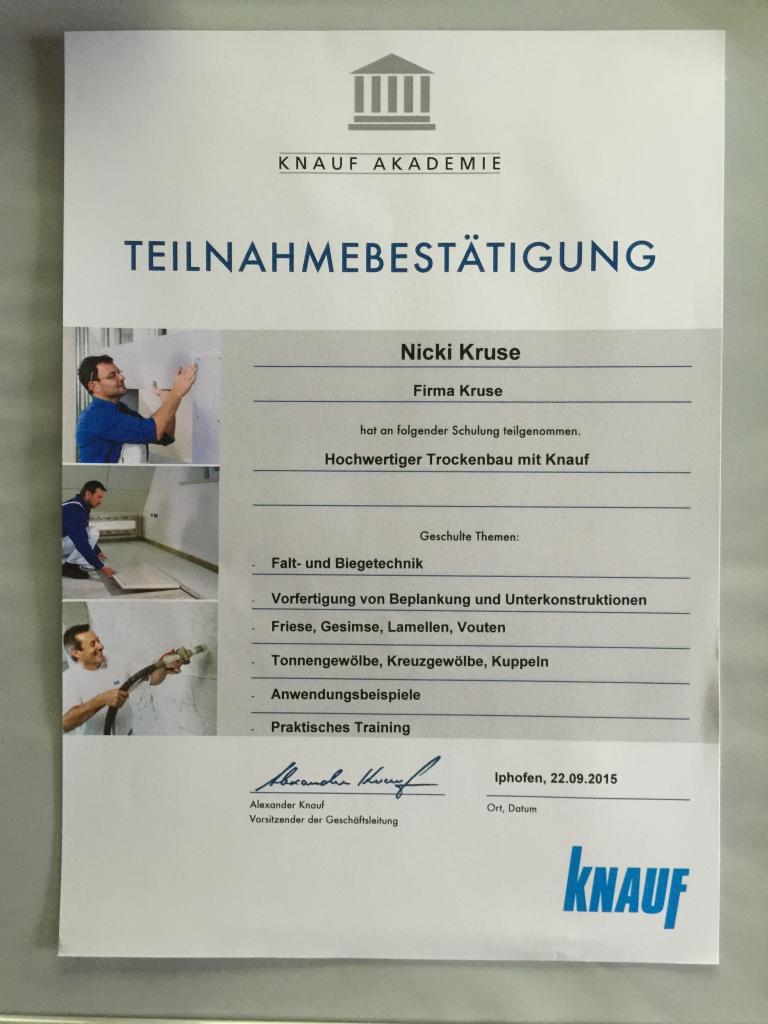 KNAUF AKADEMIE
TEILNAHMEBESTÄTIGUNG
Nicki Kruse
Firma Kruse
hat an folgender Schulung teilgenommen.
Hochwertiger Trockenbau mit Knauf
Geschulte Themen:
- Falt- und Biegetechnik
- Vorfertigung von Beplankung und Unterkonstruktionen
- Friese, Gesimse, Lamellen, Vouten
- Tonnengewölbe, Kreuzgewölbe, Kuppeln
- Anwendungsbeispiele
- Praktisches Training
Alexander Knauf
Iphofen, 22.09.2015
Alexander Knauf
Vorsitzender der Geschäftsleitung
Ort, Datum
KNAUF